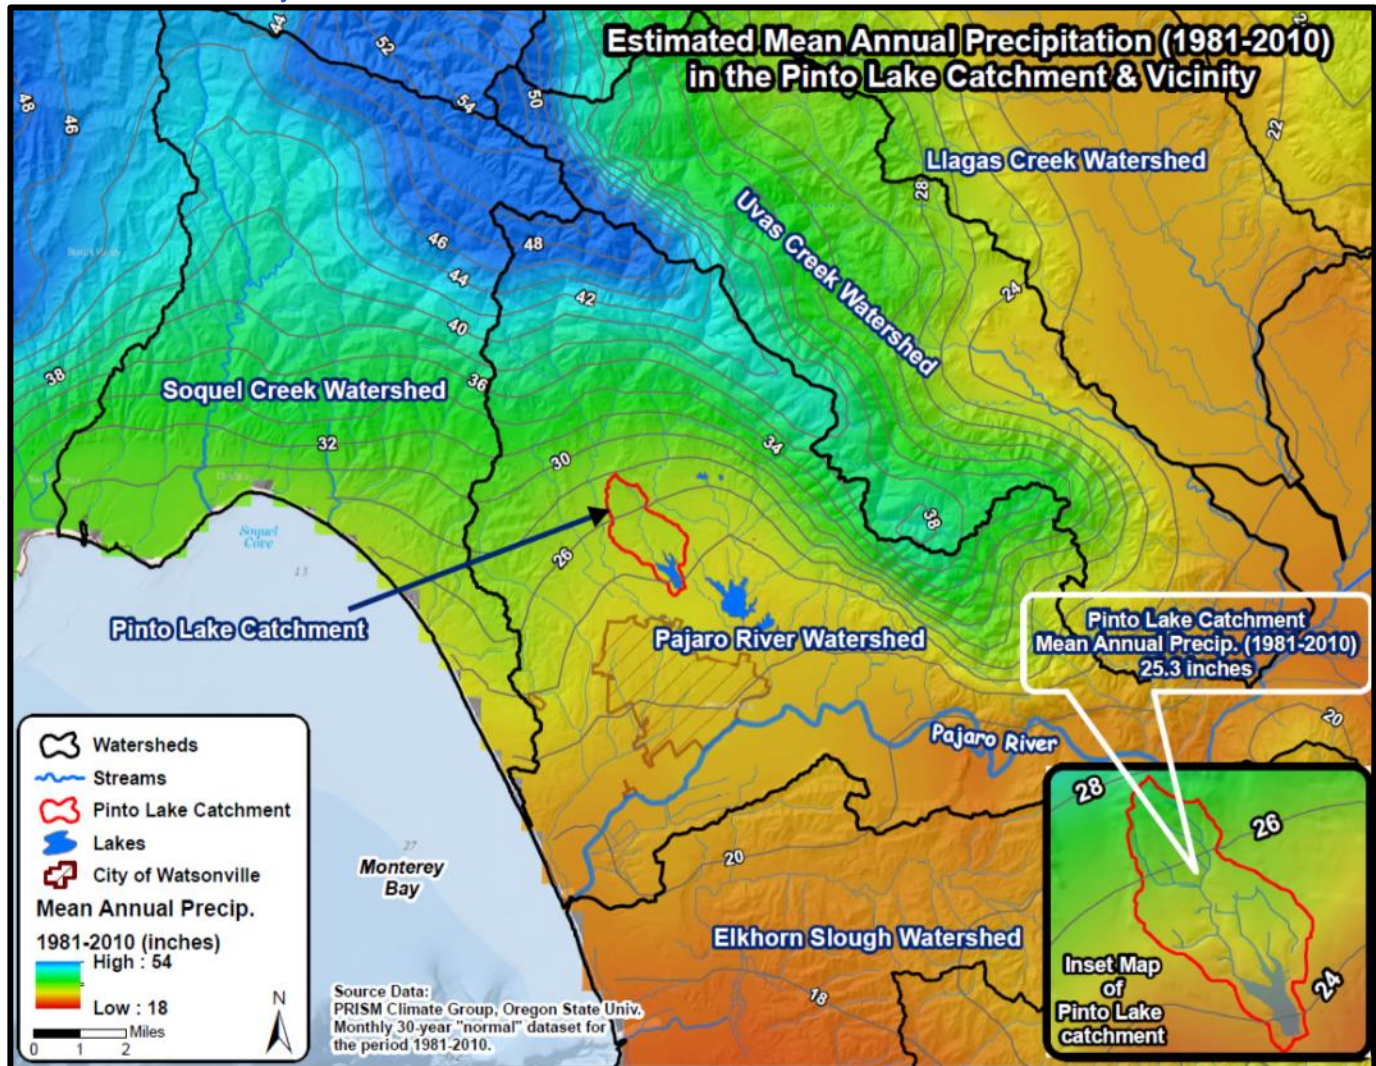 Estimated Mean Annual Precipitation (1981-2010)
in the Pinto Lake Catchment & Vicinity
44
52
54
50
48
46
22
Llagas Creek Watershed
28
Uvas Creek Watershed
46
48
44
42
24
40
38
36
Soquel Creek Watershed
32
30
34
38
26
Soquel
Cove
13
Pinto Lake Catchment
Pajaro River Watershed
Pinto Lake Catchment
Mean Annual Precip. (1981-2010)
25.3 inches
20
Pajaro River
Watersheds
Streams
Pinto Lake Catchment
Lakes
City of Watsonville
Mean Annual Precip.
1981-2010 (inches)
High : 54
Low : 18
Miles
0 1 2
N
27
Monterey
Bay
20
Elkhorn Slough Watershed
18
Source Data:
PRISM Climate Group, Oregon State Univ.
Monthly 30-year "normal" dataset for
the period 1981-2010.
28
26
24
Inset Map
of
Pinto Lake
catchment